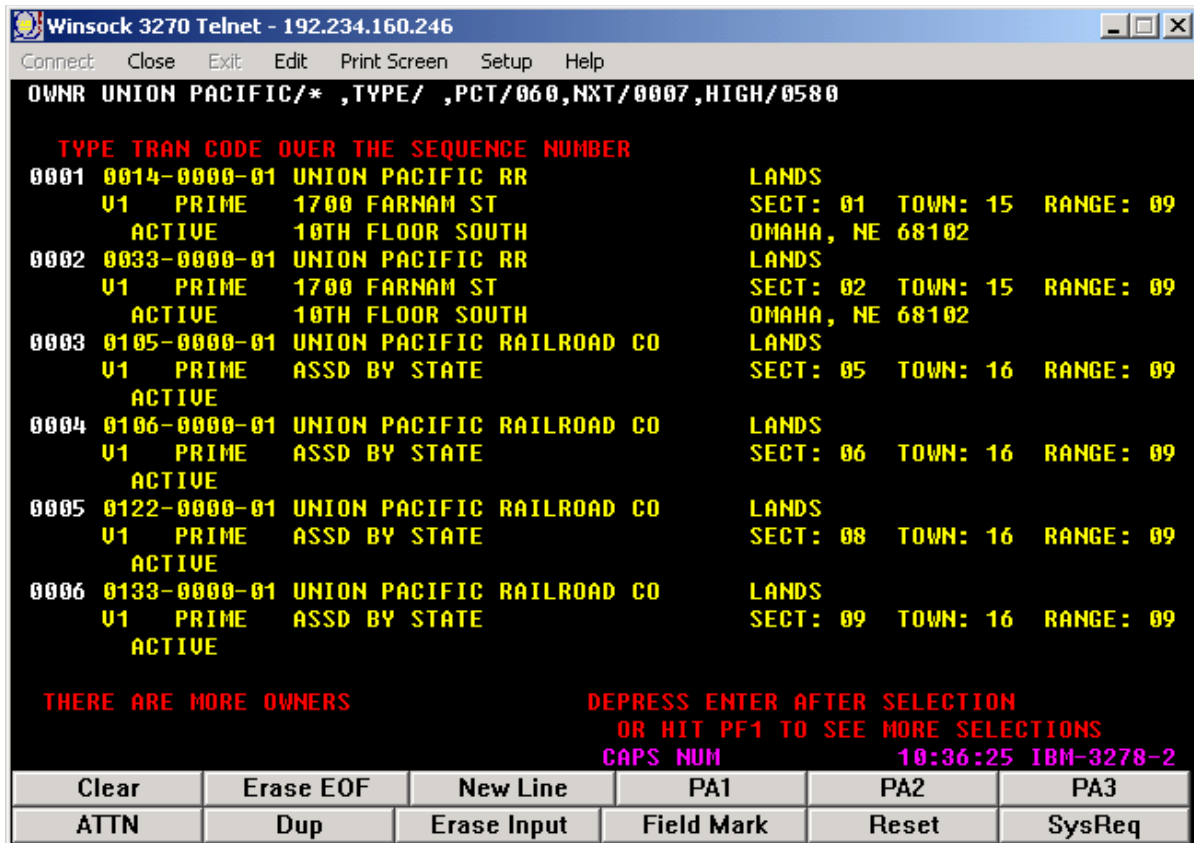 Winsock 3270 Telnet - 192.234.160.246
Connect Close Exit Edit Print Screen Setup Help
OWNR UNION PACIFIC/* ,TYPE/ ,PCT/060,NXT/0007,HIGH/0580
TYPE TRAN CODE OVER THE SEQUENCE NUMBER
0001 0014-0000-01 UNION PACIFIC RR LANDS
V1 PRIME 1700 FARNAM ST SECT: 01 TOWN: 15 RANGE: 09
ACTIVE 10TH FLOOR SOUTH OMAHA, NE 68102
0002 0033-0000-01 UNION PACIFIC RR LANDS
V1 PRIME 1700 FARNAM ST SECT: 02 TOWN: 15 RANGE: 09
ACTIVE 10TH FLOOR SOUTH OMAHA, NE 68102
0003 0105-0000-01 UNION PACIFIC RAILROAD CO LANDS
V1 PRIME ASSD BY STATE SECT: 05 TOWN: 16 RANGE: 09
ACTIVE
0004 0106-0000-01 UNION PACIFIC RAILROAD CO LANDS
V1 PRIME ASSD BY STATE SECT: 06 TOWN: 16 RANGE: 09
ACTIVE
0005 0122-0000-01 UNION PACIFIC RAILROAD CO LANDS
V1 PRIME ASSD BY STATE SECT: 08 TOWN: 16 RANGE: 09
ACTIVE
0006 0133-0000-01 UNION PACIFIC RAILROAD CO LANDS
V1 PRIME ASSD BY STATE SECT: 09 TOWN: 16 RANGE: 09
ACTIVE
THERE ARE MORE OWNERS DEPRESS ENTER AFTER SELECTION
OR HIT PF1 TO SEE MORE SELECTIONS
CAPS NUM 10:36:25 IBM-3278-2
Clear Erase EOF New Line PA1 PA2 PA3
ATTN Dup Erase Input Field Mark Reset SysReq